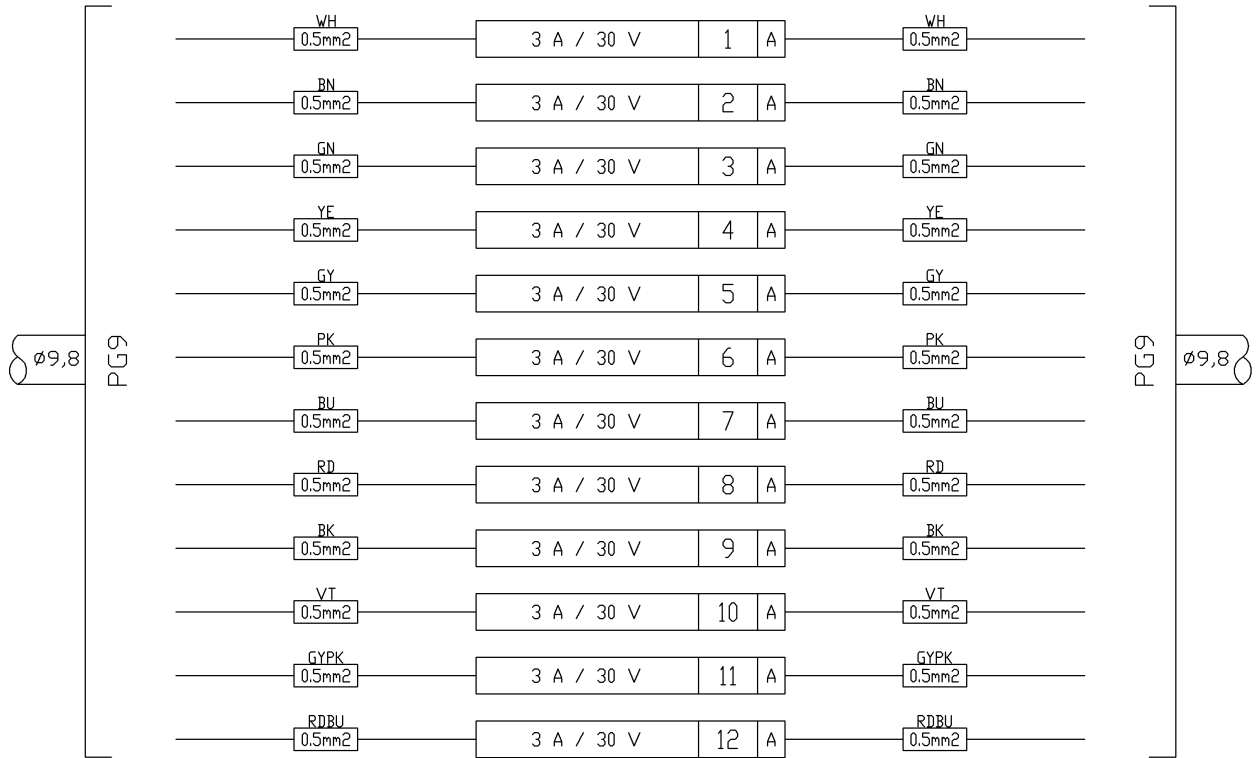 WH WH
0.5mm2 3 A / 30 V 1 A 0.5mm2
BN BN
0.5mm2 3 A / 30 V 2 A 0.5mm2
GN GN
0.5mm2 3 A / 30 V 3 A 0.5mm2
YE YE
0.5mm2 3 A / 30 V 4 A 0.5mm2
GY GY
0.5mm2 3 A / 30 V 5 A 0.5mm2
PK PK
ø9,8 PG9 0.5mm2 3 A / 30 V 6 A 0.5mm2 PG9 ø9,8
BU BU
0.5mm2 3 A / 30 V 7 A 0.5mm2
RD RD
0.5mm2 3 A / 30 V 8 A 0.5mm2
BK BK
0.5mm2 3 A / 30 V 9 A 0.5mm2
VT VT
0.5mm2 3 A / 30 V 10 A 0.5mm2
GYPK GYPK
0.5mm2 3 A / 30 V 11 A 0.5mm2
RDBU RDBU
0.5mm2 3 A / 30 V 12 A 0.5mm2